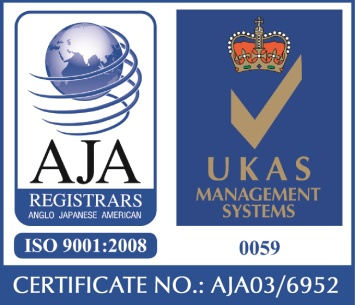 AJA
REGISTRARS
ANGLO JAPANESE AMERICAN
ISO 9001:2008
UKAS
MANAGEMENT
SYSTEMS
0059
CERTIFICATE NO.: AJA03/6952